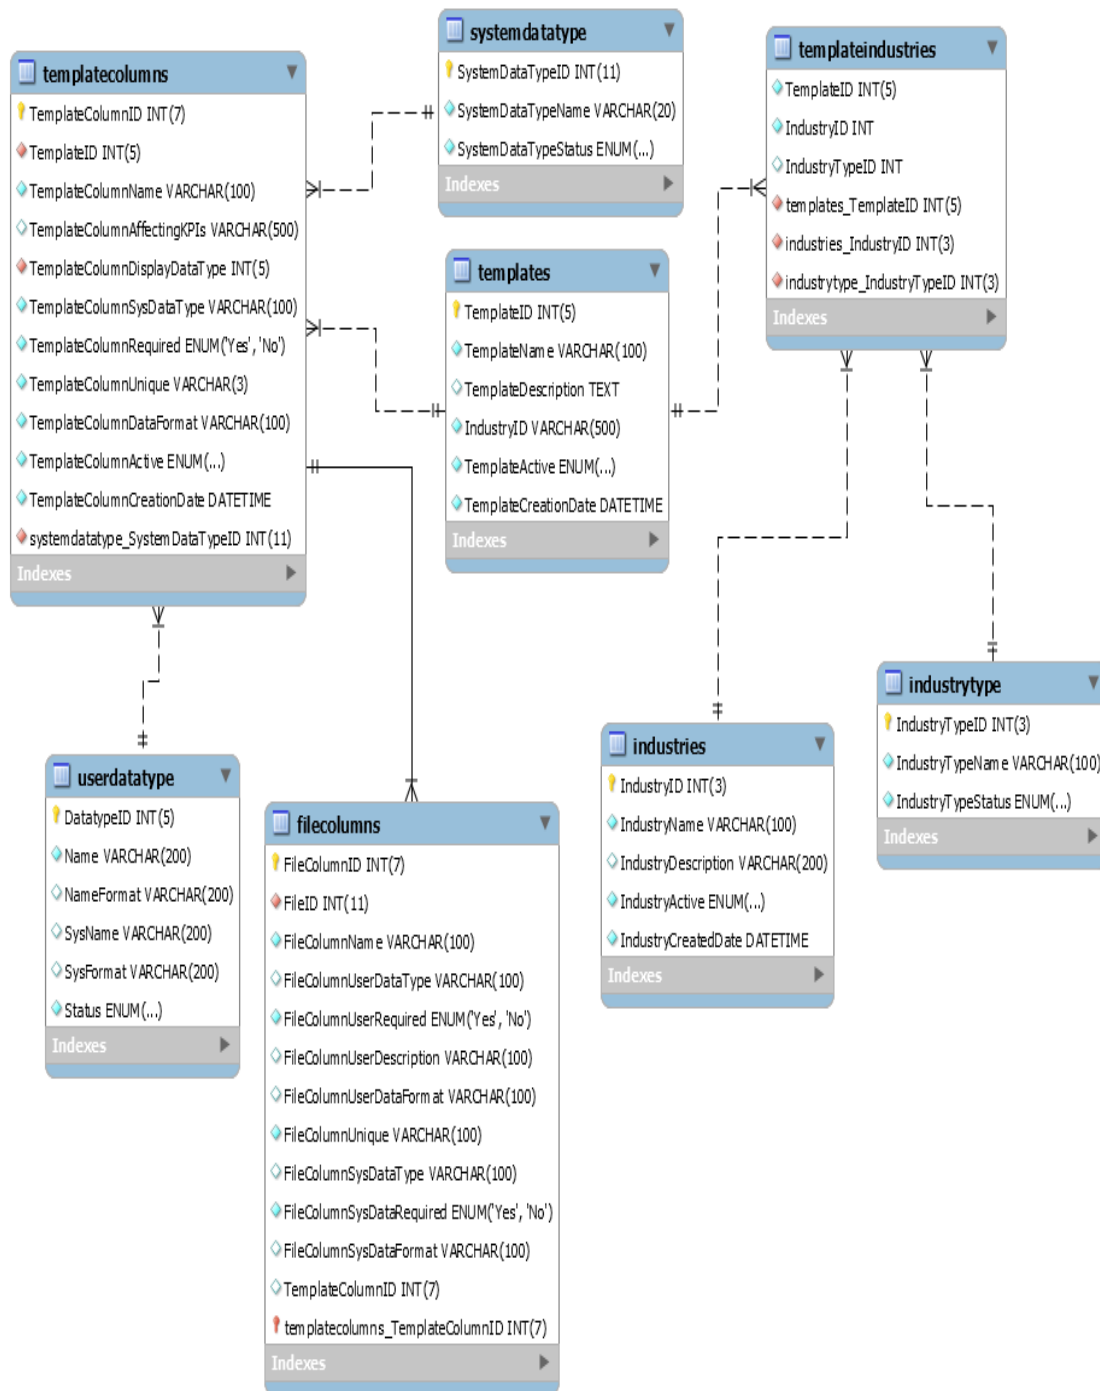 templatecolumns
TemplateColumnID INT(7)
TemplateID INT(5)
TemplateColumnName VARCHAR(100)
TemplateColumnAffectingKPIs VARCHAR(500)
TemplateColumnDisplayDataType INT(5)
TemplateColumnSysDataType VARCHAR(100)
TemplateColumnRequired ENUM('Yes', 'No')
TemplateColumnUnique VARCHAR(3)
TemplateColumnDataFormat VARCHAR(100)
TemplateColumnActive ENUM(...)
TemplateColumnCreationDate DATETIME
systemdatatype_SystemDataTypeID INT(11)
Indexes
systemdatatype
SystemDataTypeID INT(11)
SystemDataTypeName VARCHAR(20)
SystemDataTypeStatus ENUM(...)
Indexes
templateindustries
TemplateID INT(5)
IndustryID INT
IndustryTypeID INT
templates_TemplateID INT(5)
industries_IndustryID INT(3)
industrytype_IndustryTypeID INT(3)
Indexes
templates
TemplateID INT(5)
TemplateName VARCHAR(100)
TemplateDescription TEXT
IndustryID VARCHAR(500)
TemplateActive ENUM(...)
TemplateCreationDate DATETIME
Indexes
userdatatype
DatatypeID INT(5)
Name VARCHAR(200)
NameFormat VARCHAR(200)
SysName VARCHAR(200)
SysFormat VARCHAR(200)
Status ENUM(...)
Indexes
filecolumns
FileColumnID INT(7)
FileID INT(11)
FileColumnName VARCHAR(100)
FileColumnUserDataType VARCHAR(100)
FileColumnUserRequired ENUM('Yes', 'No')
FileColumnUserDescription VARCHAR(100)
FileColumnUserDataFormat VARCHAR(100)
FileColumnUnique VARCHAR(100)
FileColumnSysDataType VARCHAR(100)
FileColumnSysDataRequired ENUM('Yes', 'No')
FileColumnSysDataFormat VARCHAR(100)
TemplateColumnID INT(7)
templatecolumns_TemplateColumnID INT(7)
Indexes
industries
IndustryID INT(3)
IndustryName VARCHAR(100)
IndustryDescription VARCHAR(200)
IndustryActive ENUM(...)
IndustryCreatedDate DATETIME
Indexes
industrytype
IndustryTypeID INT(3)
IndustryTypeName VARCHAR(100)
IndustryTypeStatus ENUM(...)
Indexes